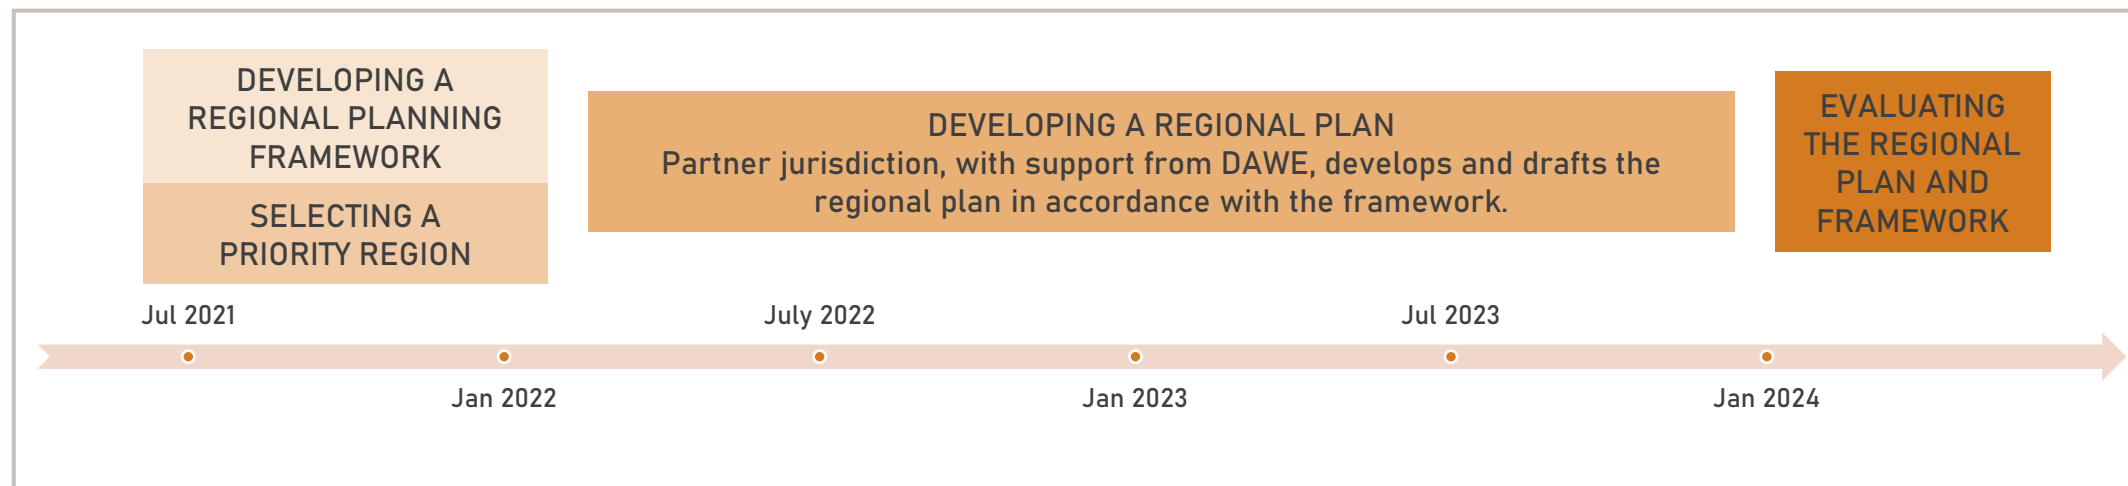 DEVELOPING A
REGIONAL PLANNING
FRAMEWORK
SELECTING A
PRIORITY REGION
DEVELOPING A REGIONAL PLAN
Partner jurisdiction, with support from DAWE, develops and drafts the
regional plan in accordance with the framework.
EVALUATING
THE REGIONAL
PLAN AND
FRAMEWORK
Jul 2021
July 2022
Jul 2023
Jan 2022
Jan 2023
Jan 2024